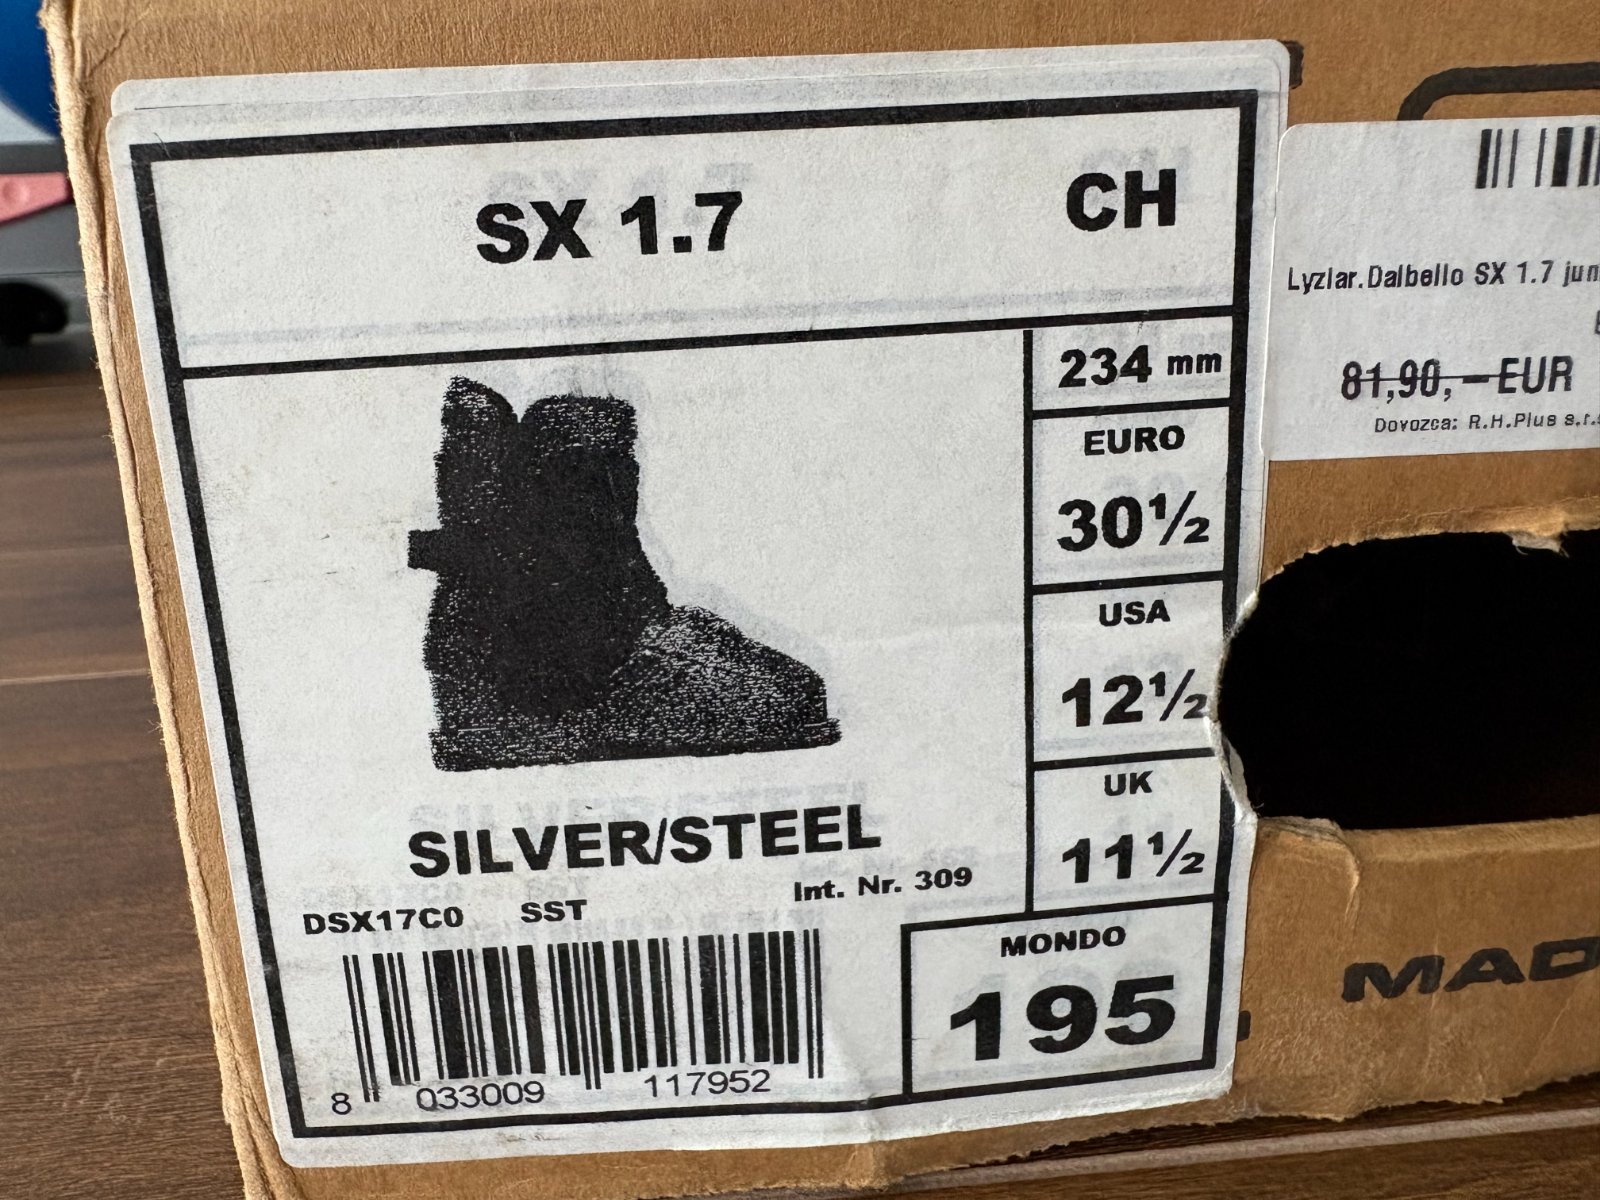 SX 1.7 CH
234 mm
EURO
30½
USA
12½
UK
11½
SILVER/STEEL
Int. Nr. 309
DSX17C0 SST
MONDO
195
8 033009 117952
Lyzlar.Dalbello SX 1.7 jun
81,90,-EUR
Dovozca: R.H.Plus s.r.
MAD